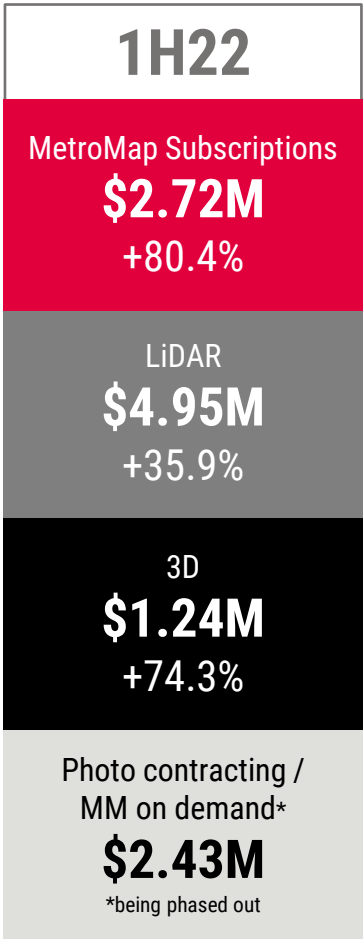 1H22
MetroMap Subscriptions
$2.72M
+80.4%
LiDAR
$4.95M
+35.9%
3D
$1.24M
+74.3%
Photo contracting /
MM on demand*
$2.43M
*being phased out